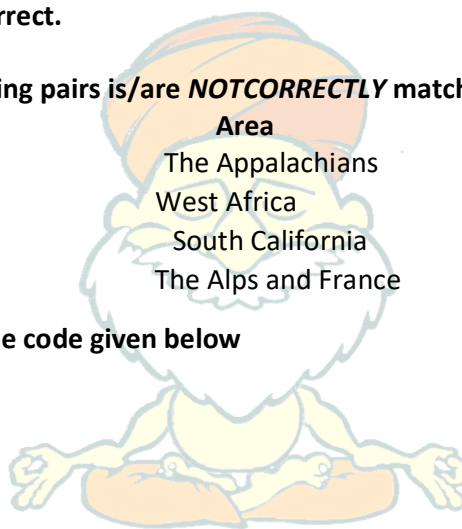 rrect.
ing pairs is/are NOTCORRECTLY match
Area
The Appalachians
West Africa
South California
The Alps and France
e code given below